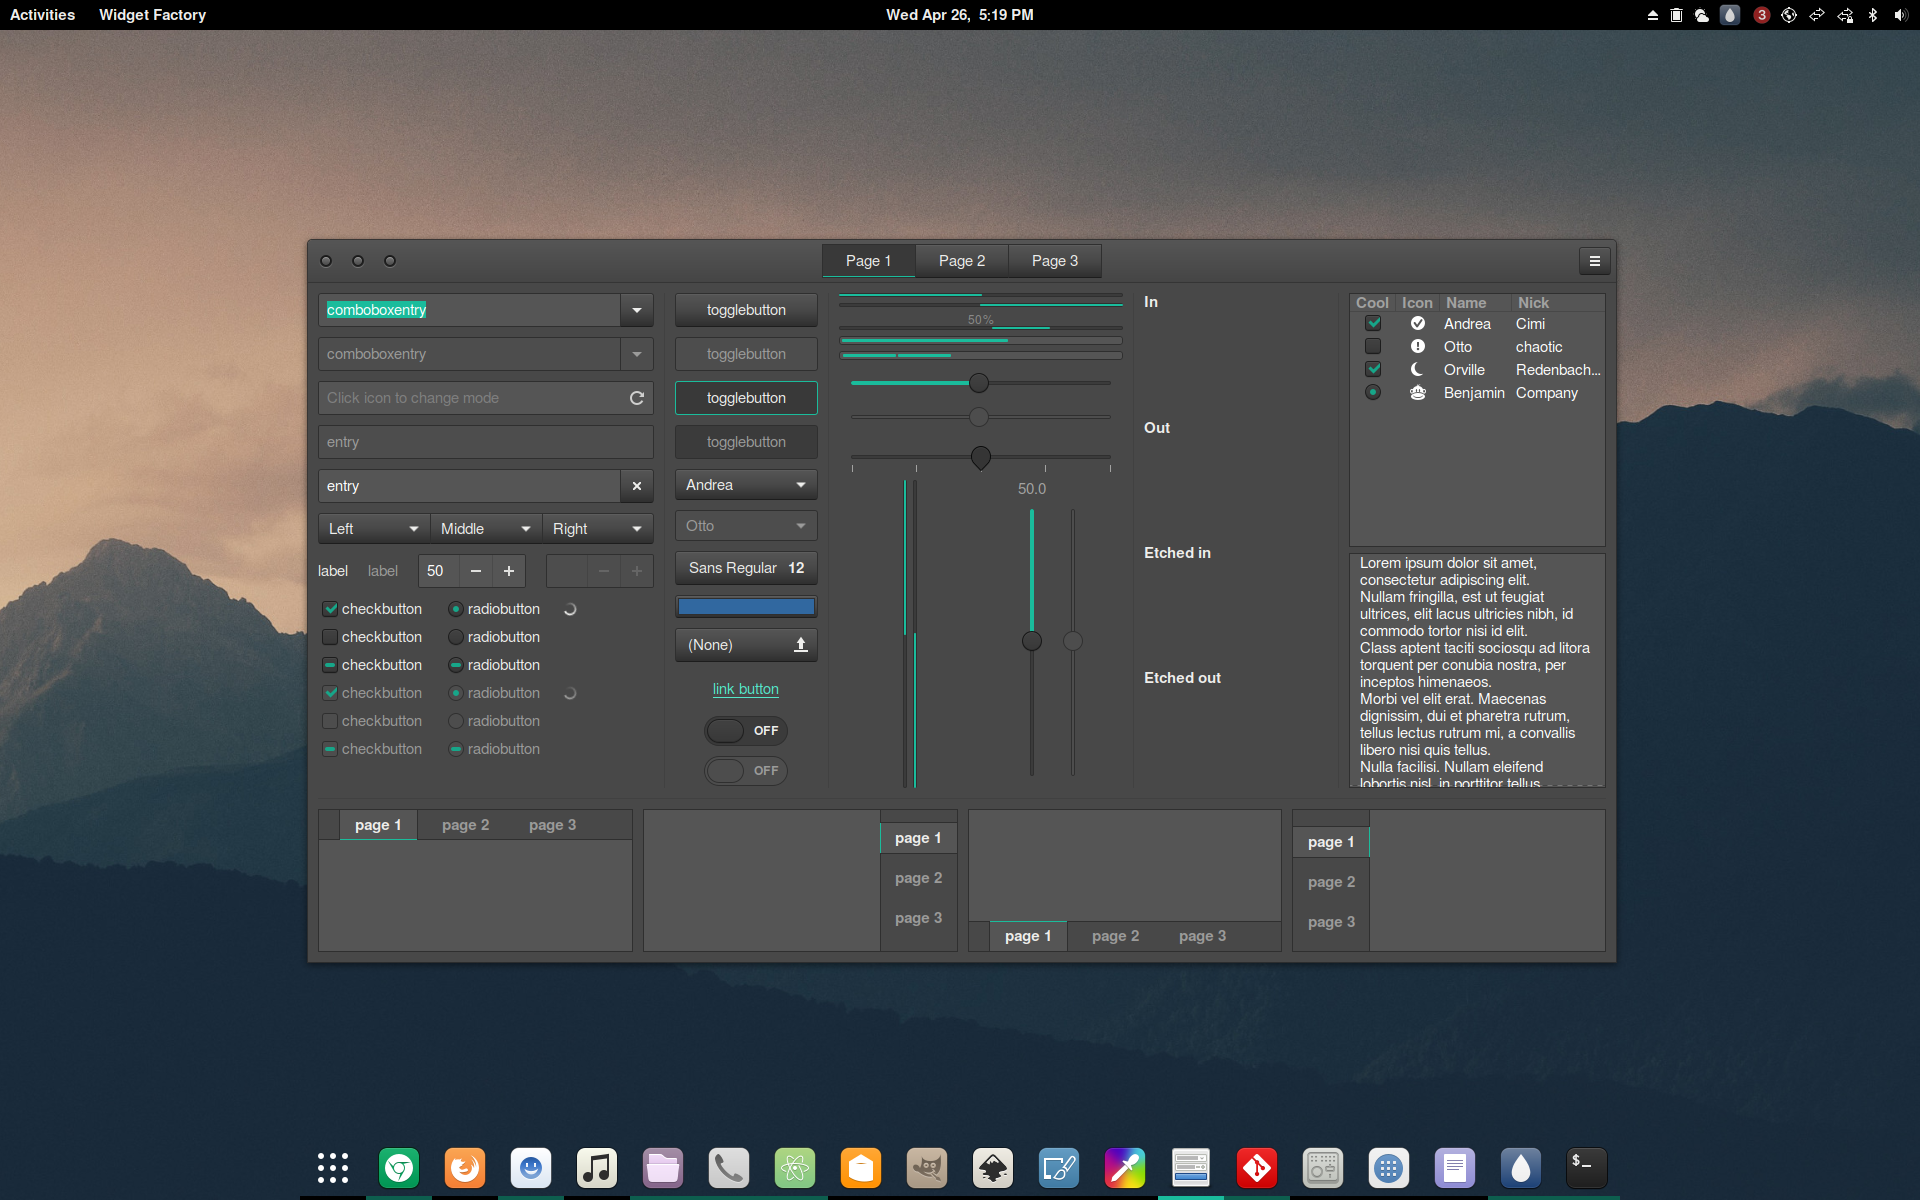 Activities Widget Factory Wed Apr 26, 5:19 PM 3
Page 1 Page 2 Page 3
comboboxentry
comboboxentry
Click icon to change mode
entry
entry
Left Middle Right
label label 50 − +
checkbutton radiobutton
checkbutton radiobutton
checkbutton radiobutton
checkbutton radiobutton
checkbutton radiobutton
checkbutton radiobutton
togglebutton
togglebutton
togglebutton
togglebutton
Andrea
Otto
Sans Regular 12
(None)
link button
OFF
OFF
50%
50.0
In
Out
Etched in
Etched out
Cool Icon Name Nick
Andrea Cimi
Otto chaotic
Orville Redenbach...
Benjamin Company
Lorem ipsum dolor sit amet,
consectetur adipiscing elit.
Nullam fringilla, est ut feugiat
ultrices, elit lacus ultricies nibh, id
commodo tortor nisi id elit.
Class aptent taciti sociosqu ad litora
torquent per conubia nostra, per
inceptos himenaeos.
Morbi vel elit erat. Maecenas
dignissim, dui et pharetra rutrum,
tellus lectus rutrum mi, a convallis
libero nisi quis tellus.
Nulla facilisi. Nullam eleifend
lobortis nisl, in porttitor tellus
page 1 page 2 page 3
page 1
page 2
page 3
page 1 page 2 page 3
page 1
page 2
page 3
$_